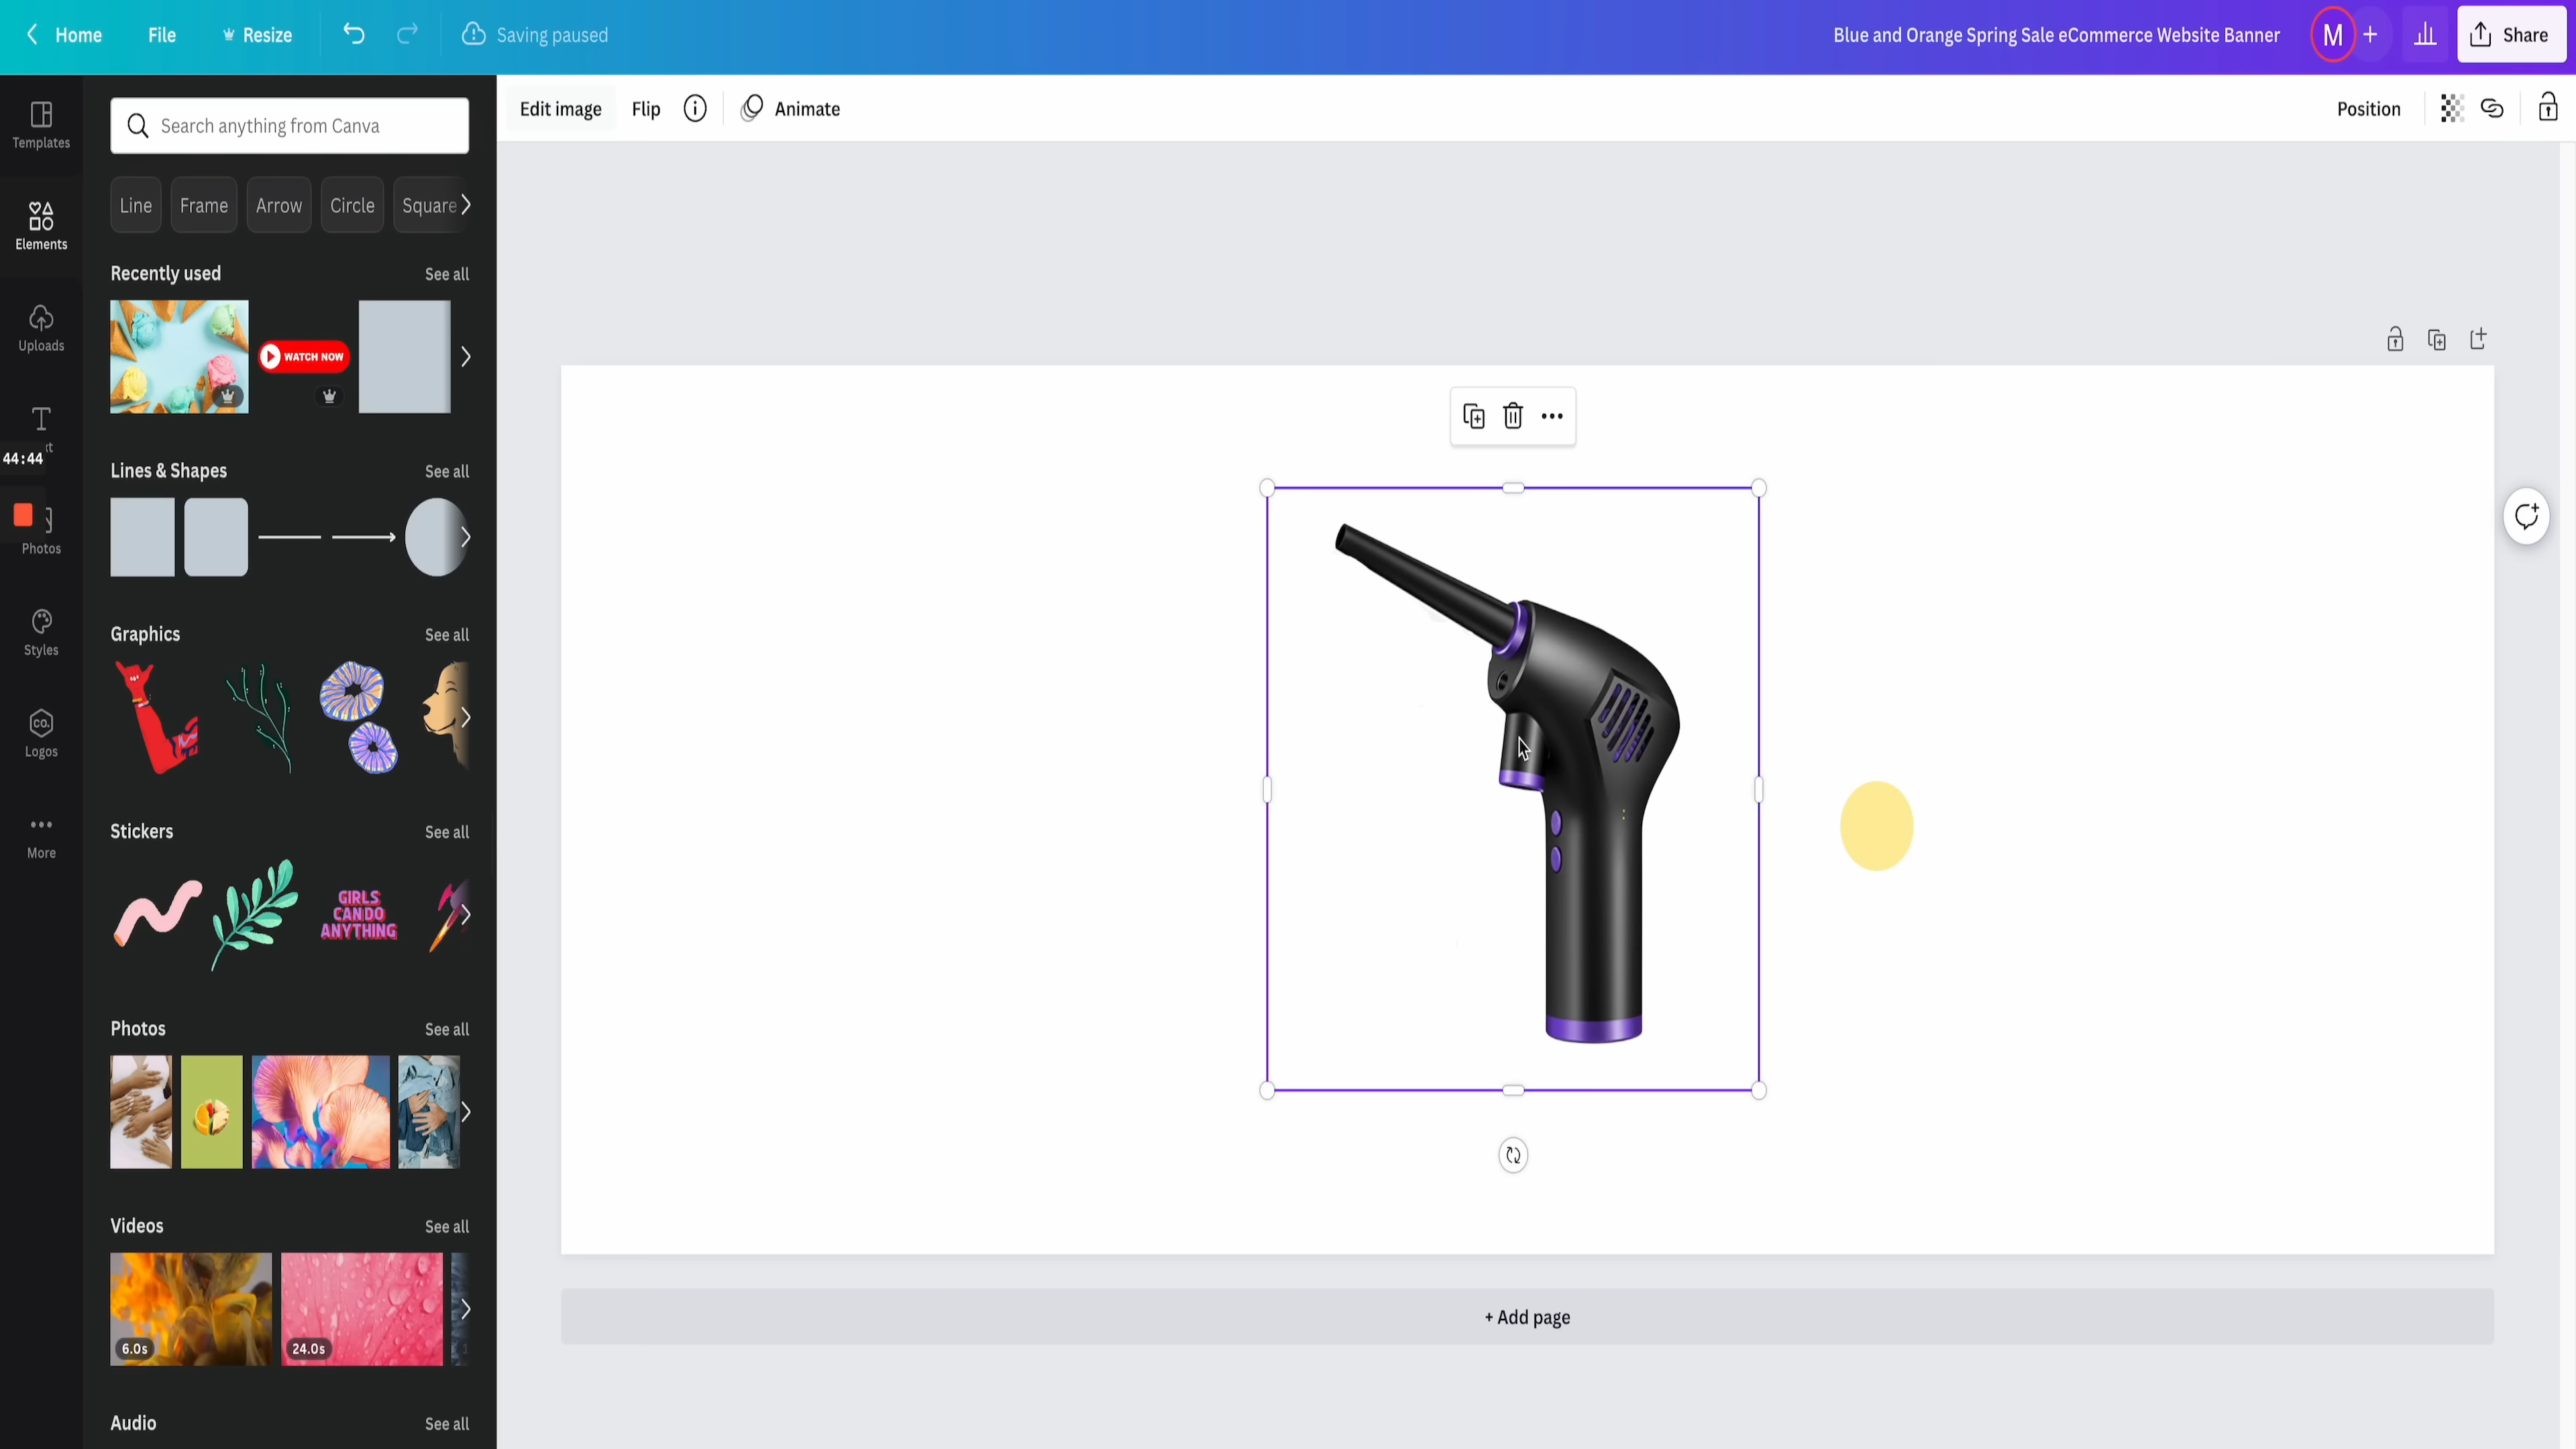 Home File Resize Saving paused Blue and Orange Spring Sale eCommerce Website Banner M + Share
Search anything from Canva
Edit image Flip Animate Position
Templates
Elements
Uploads
44:44
Photos
Styles
co.
Logos
More
Line Frame Arrow Circle Square
Recently used See all
WATCH NOW
Lines & Shapes See all
Graphics See all
Stickers See all
GIRLS
CAN DO
ANYTHING
Photos See all
Videos See all
6.0s 24.0s
Audio See all
+ Add page